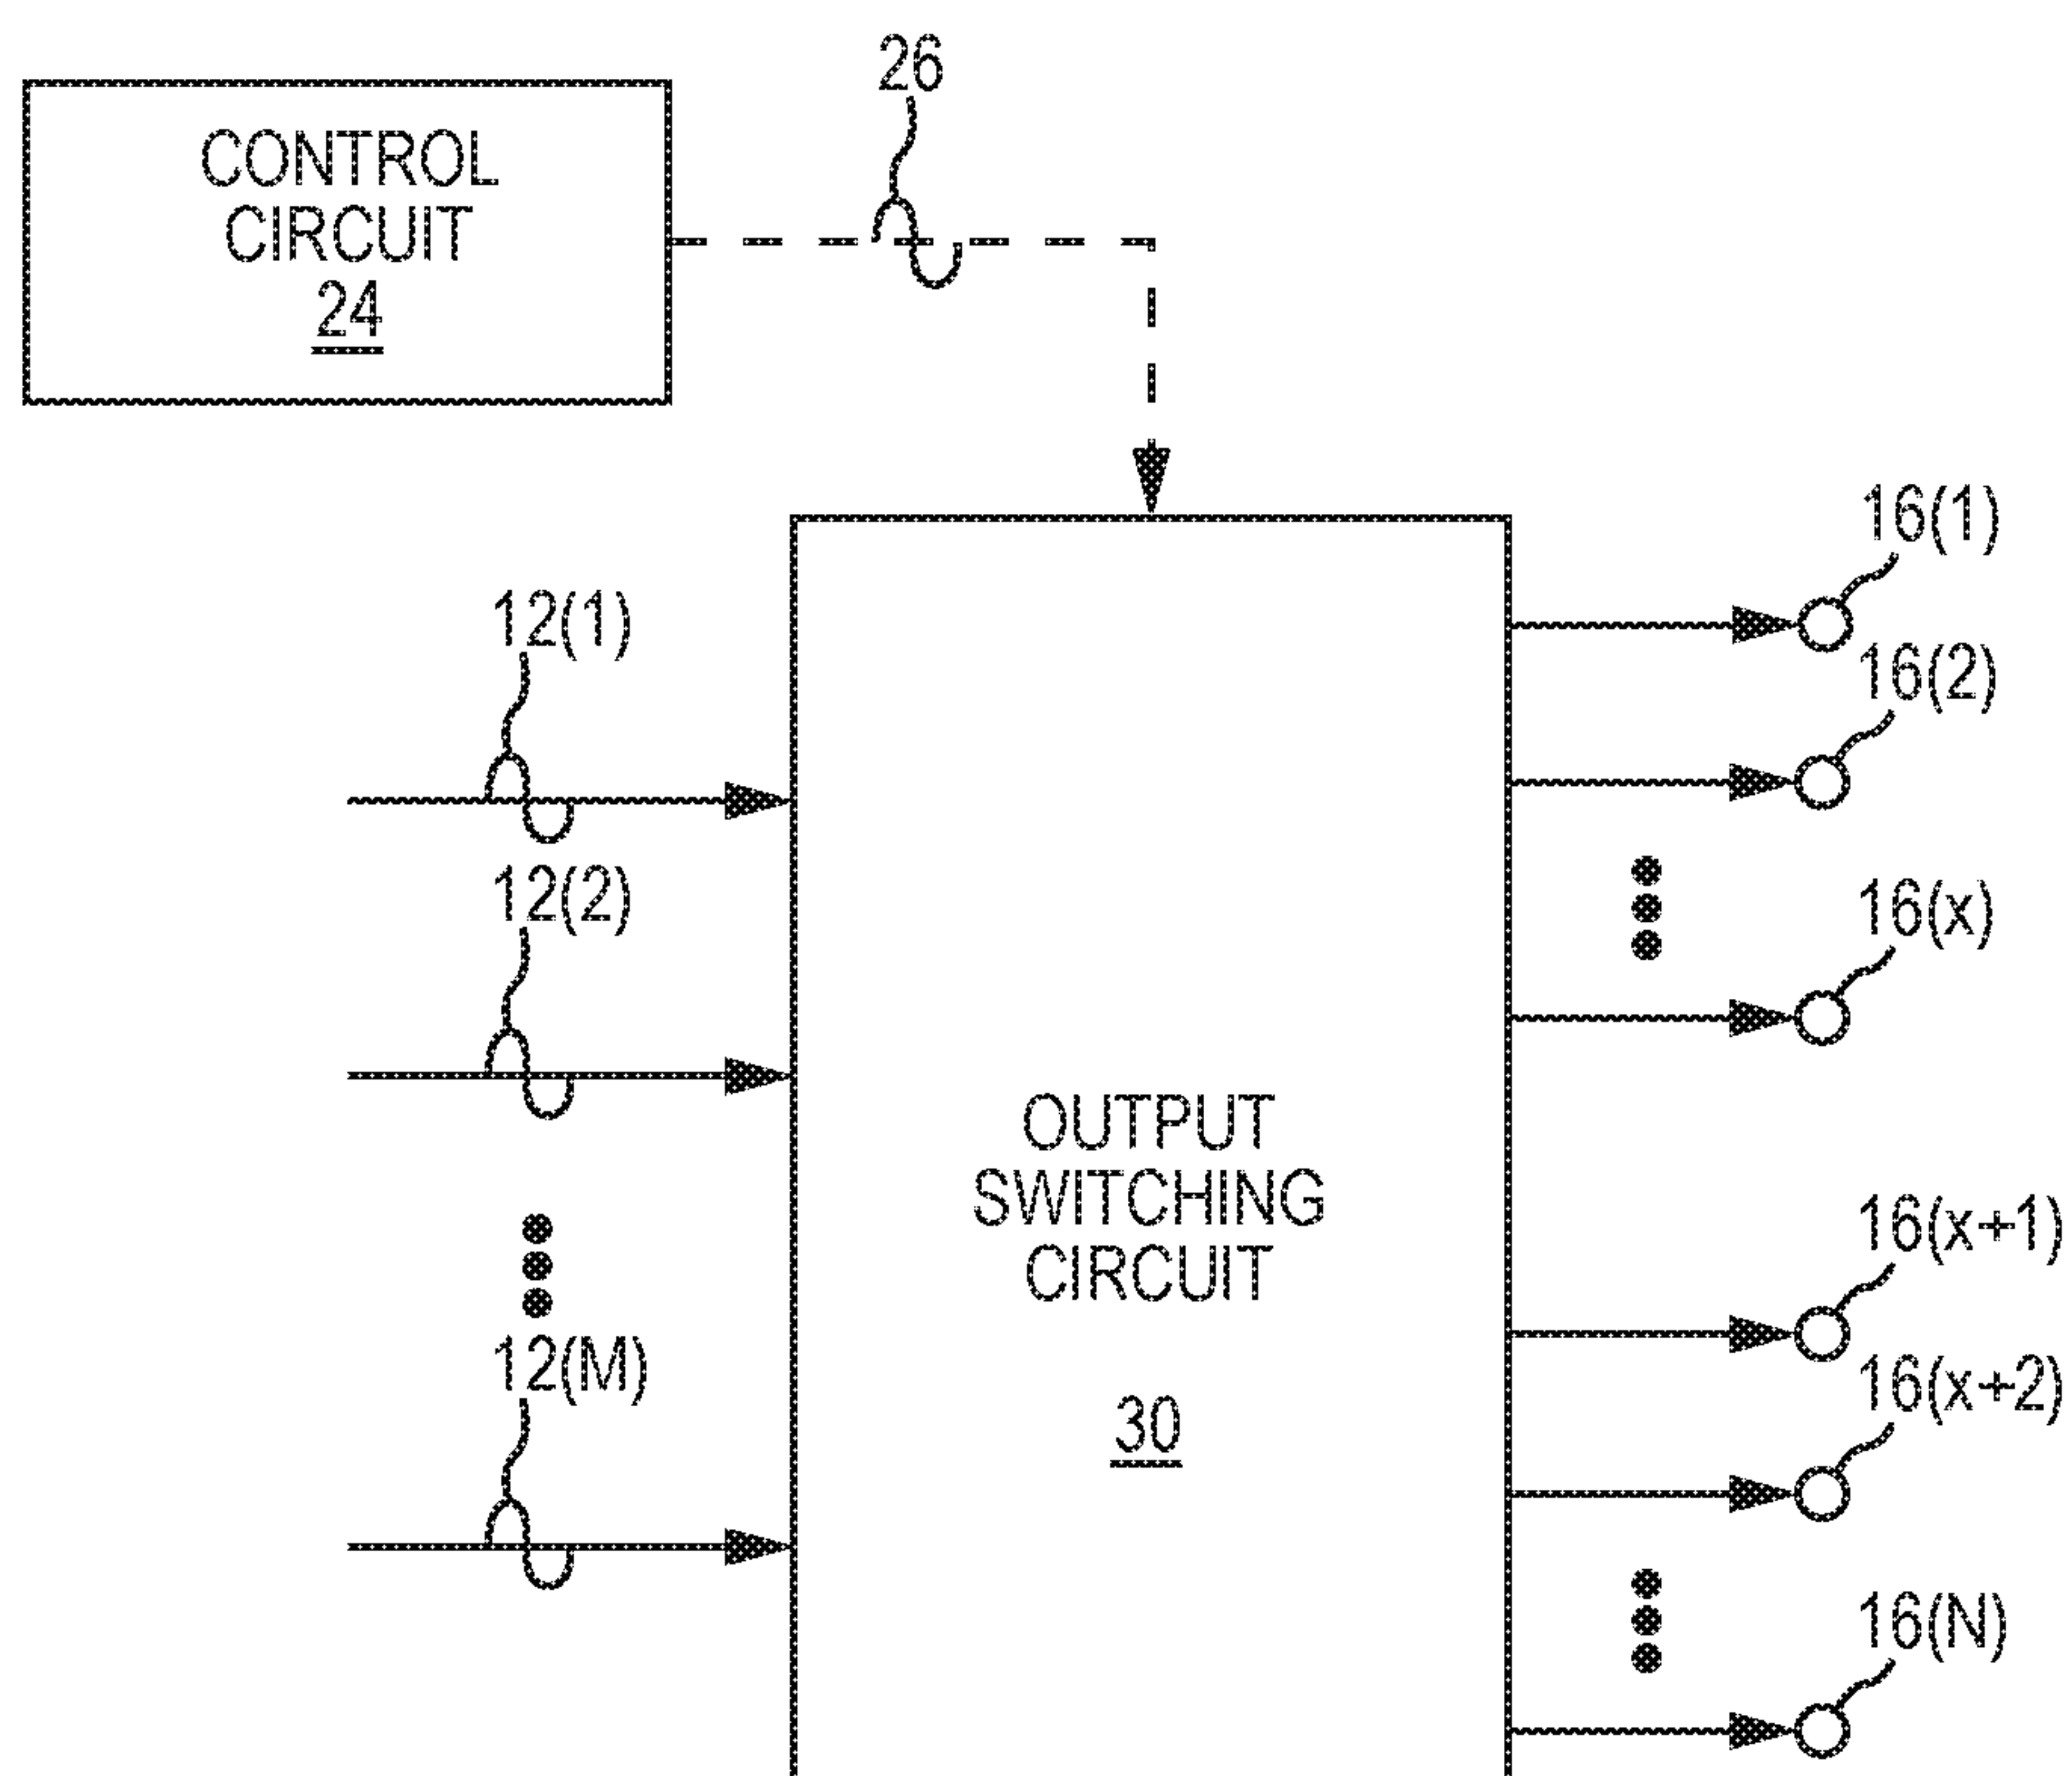 26
CONTROL
CIRCUIT
24
16(1)
12(1)
16(2)
12(2)
16(x)
OUTPUT
SWITCHING
CIRCUIT
30
16(x+1)
12(M)
16(x+2)
16(N)